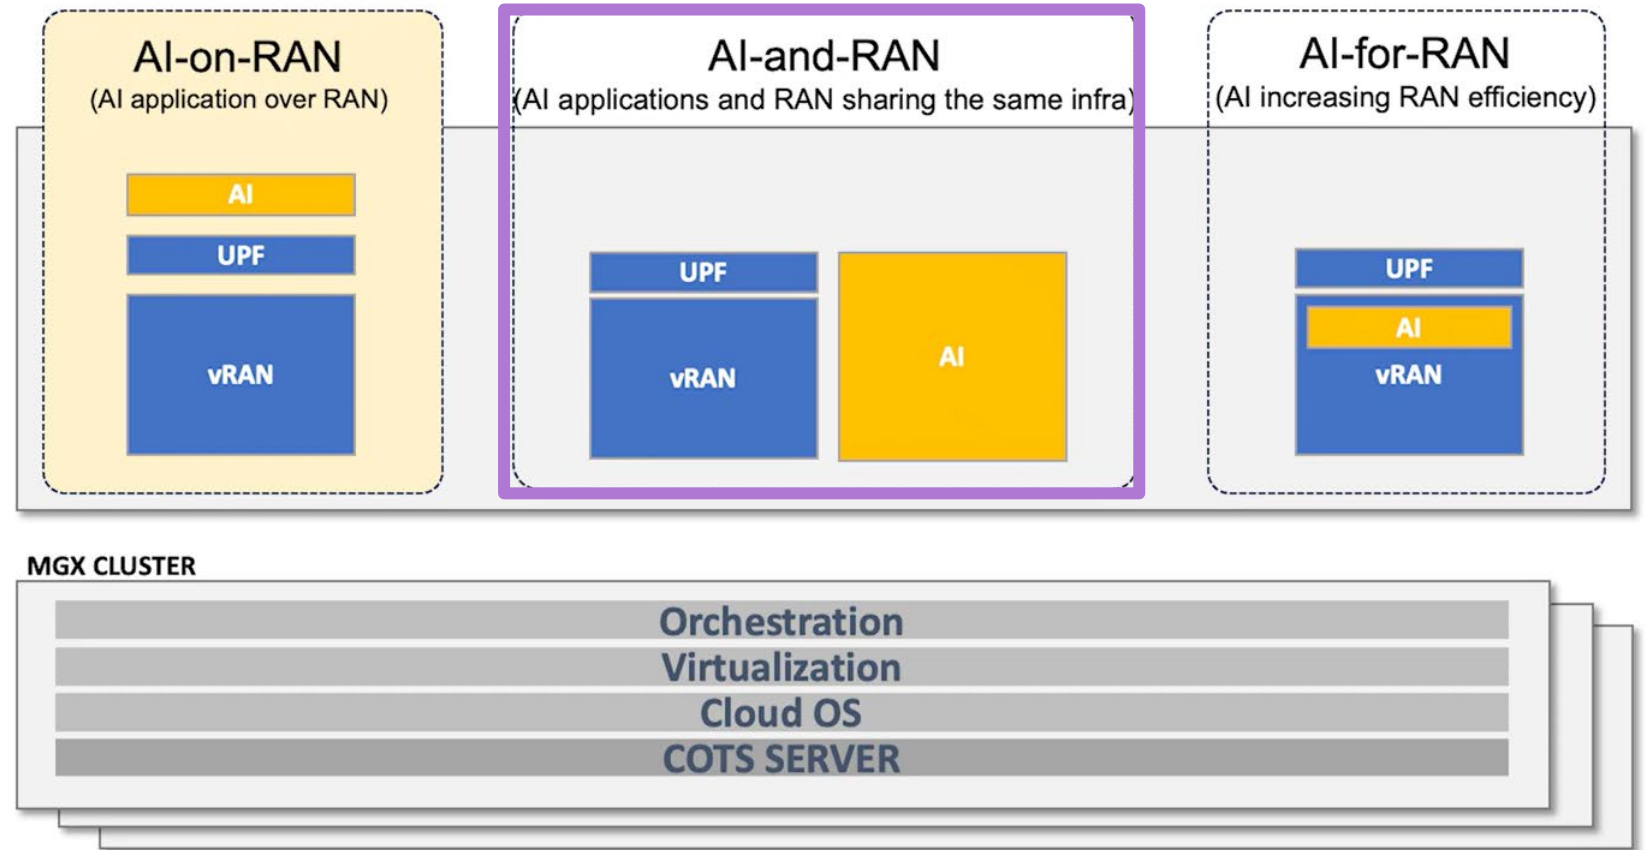 AI-on-RAN
(AI application over RAN)
AI
UPF
vRAN
AI-and-RAN
(AI applications and RAN sharing the same infra)
UPF
vRAN
AI
AI-for-RAN
(AI increasing RAN efficiency)
UPF
AI
vRAN
MGX CLUSTER
Orchestration
Virtualization
Cloud OS
COTS SERVER